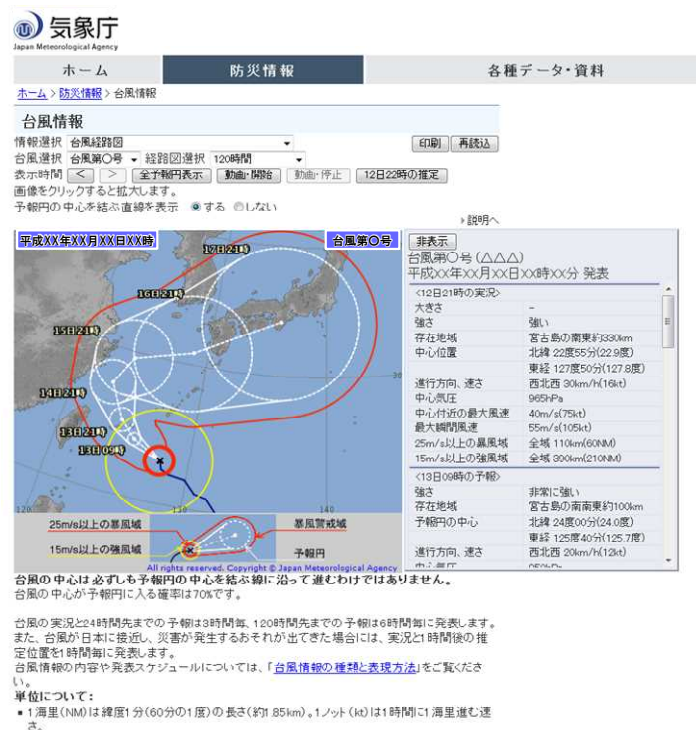 気象庁
Japan Meteorological Agency
ホーム 防災情報 各種データ・資料
ホーム > 防災情報 > 台風情報
台風情報
情報選択 台風経路図 印刷 再読込
台風選択 台風第〇号 経路図選択 120時間
表示時間 < > 全予報円表示 動画・開始 動画・停止 12日22時の推定
画像をクリックすると拡大します。
予報円の中心を結ぶ直線を表示 する しない
>説明へ
平成XX年XX月XX日XX時 台風第〇号
17日21時
16日21時
15日21時
14日21時
13日21時
13日09時
30
120 130 140
25m/s以上の暴風域 暴風警戒域
15m/s以上の強風域 予報円
All rights reserved. Copyright © Japan Meteorological Agency
非表示
台風第〇号 (△△△)
平成××年××月××日××時××分 発表
<12日21時の実況>
大きさ -
強さ 強い
存在地域 宮古島の南東約330km
中心位置 北緯 22度55分(22.9度)
東経 127度50分(127.8度)
進行方向、速さ 西北西 30km/h(16kt)
中心気圧 965hPa
中心付近の最大風速 40m/s(75kt)
最大瞬間風速 55m/s(105kt)
25m/s以上の暴風域 全域 110km(60NM)
15m/s以上の強風域 全域 390km(210NM)
<13日09時の予報>
強さ 非常に強い
存在地域 宮古島の南南東約100km
予報円の中心 北緯 24度00分(24.0度)
東経 125度40分(125.7度)
進行方向、速さ 西北西 20km/h(12kt)
中心気圧 950hPa
台風の中心は必ずしも予報円の中心を結ぶ線に沿って進むわけではありません。
台風の中心が予報円に入る確率は70%です。
台風の実況と24時間先までの予報は3時間毎、120時間先までの予報は6時間毎に発表します。
また、台風が日本に接近し、災害が発生するおそれが出てきた場合には、実況と1時間後の推
定位置を1時間毎に発表します。
台風情報の内容や発表スケジュールについては、「台風情報の種類と表現方法」をご覧くださ
い。
単位について:
▪ 1海里(NM)は緯度1分(60分の1度)の長さ(約1.85km)。1ノット(kt)は1時間に1海里進む速
さ。